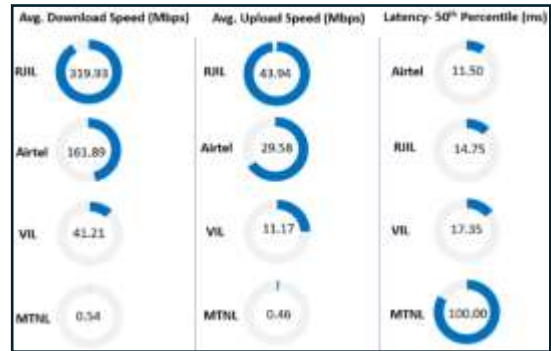 Avg. Download Speed (Mbps)
RJIL
319.93
Airtel
161.89
VIL
41.21
MTNL
0.54
Avg. Upload Speed (Mbps)
RJIL
43.94
Airtel
29.58
VIL
11.17
MTNL
0.46
Latency- 50th Percentile (ms)
Airtel
11.50
RJIL
14.75
VIL
17.35
MTNL
100.00